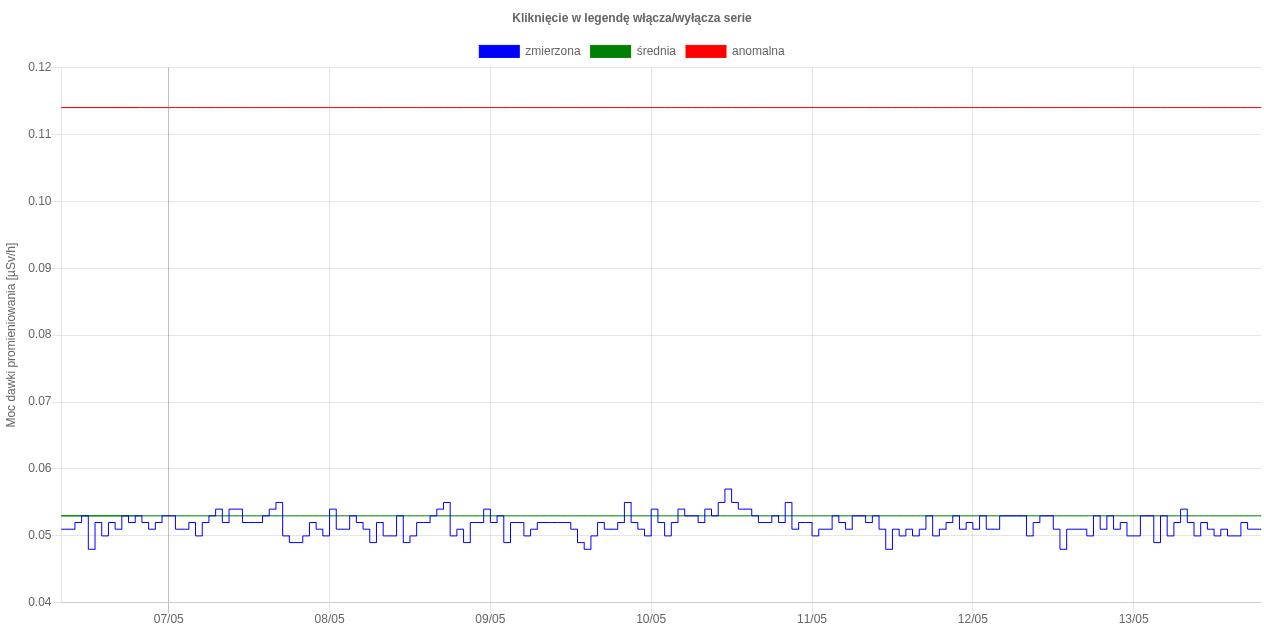 Kliknięcie w legendę włącza/wyłącza serie
zmierzona średnia anomalna
Moc dawki promieniowania [µSv/h]
0.12
0.11
0.10
0.09
0.08
0.07
0.06
0.05
0.04
07/05 08/05 09/05 10/05 11/05 12/05 13/05